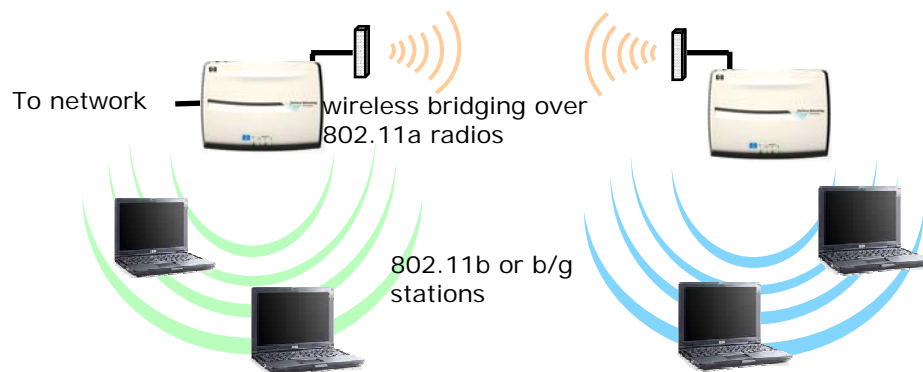 To network
wireless bridging over
802.11a radios
802.11b or b/g
stations